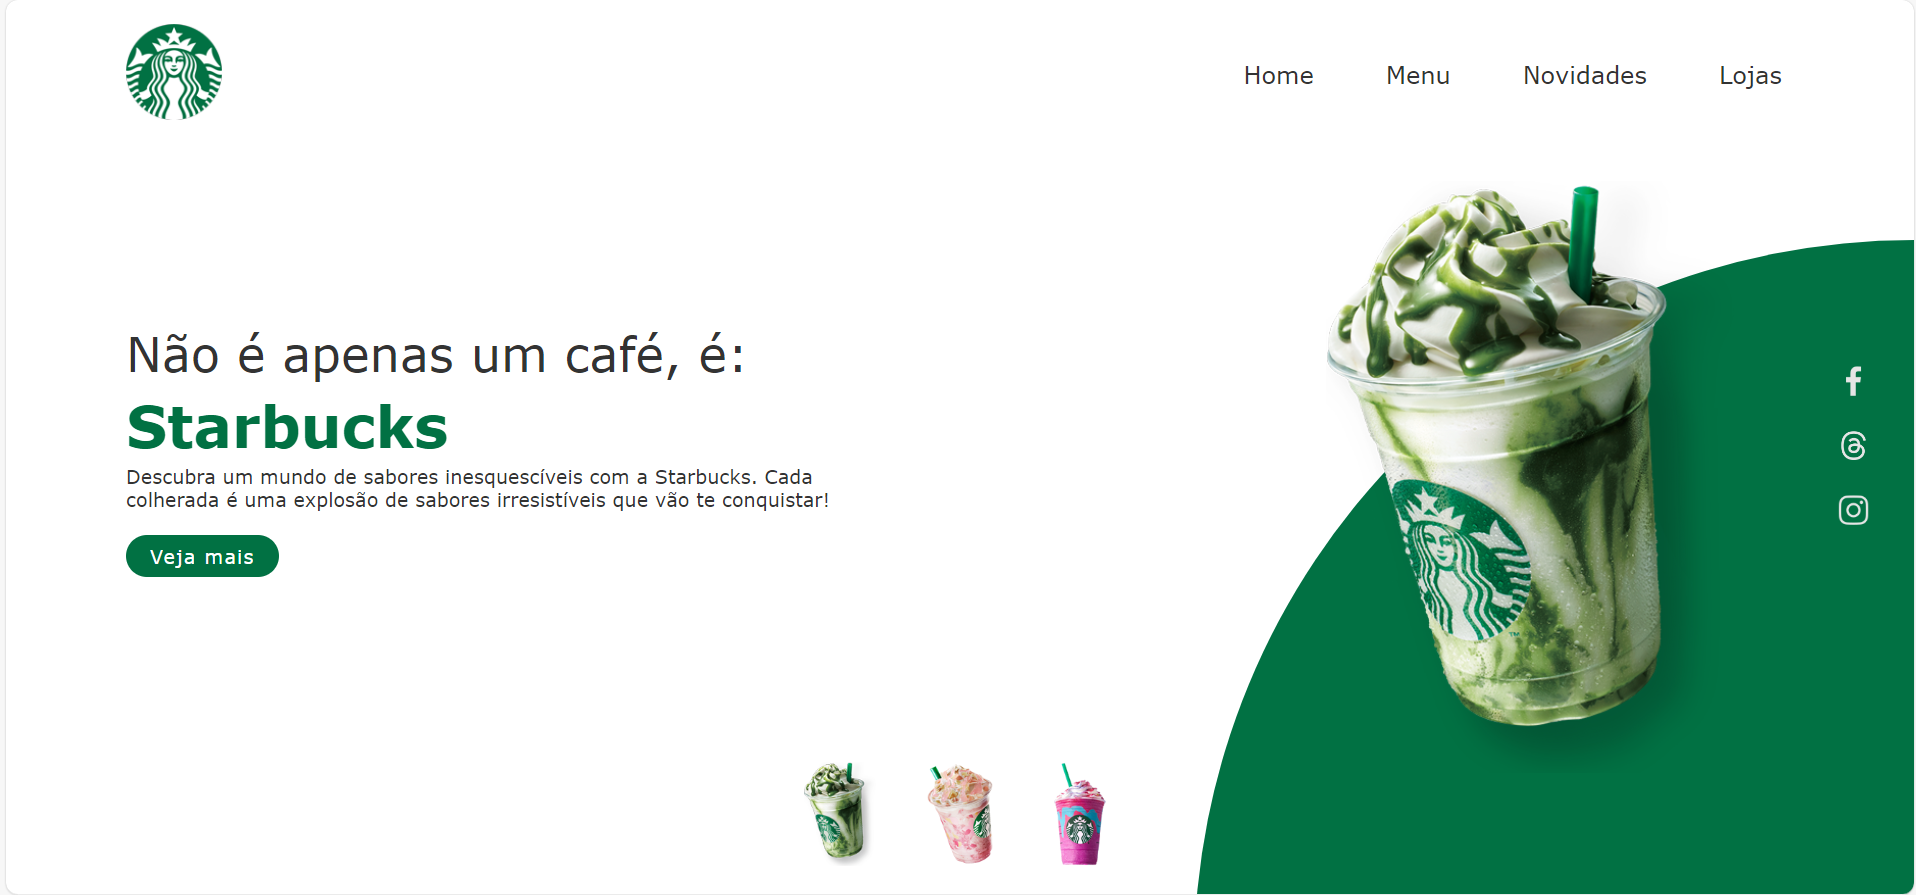 Home Menu Novidades Lojas
Não é apenas um café, é:
Starbucks
Descubra um mundo de sabores inesquescíveis com a Starbucks. Cada
colherada é uma explosão de sabores irresistíveis que vão te conquistar!
Veja mais
TM